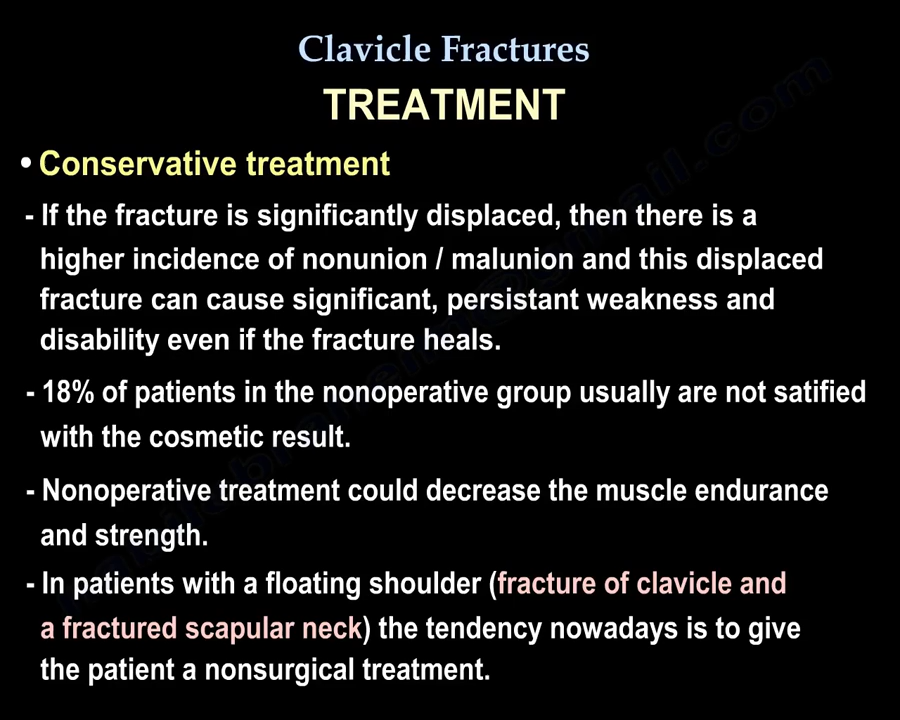 Clavicle Fractures
TREATMENT
• Conservative treatment
- If the fracture is significantly displaced, then there is a
higher incidence of nonunion / malunion and this displaced
fracture can cause significant, persistant weakness and
disability even if the fracture heals.
- 18% of patients in the nonoperative group usually are not satified
with the cosmetic result.
- Nonoperative treatment could decrease the muscle endurance
and strength.
- In patients with a floating shoulder (fracture of clavicle and
a fractured scapular neck) the tendency nowadays is to give
the patient a nonsurgical treatment.